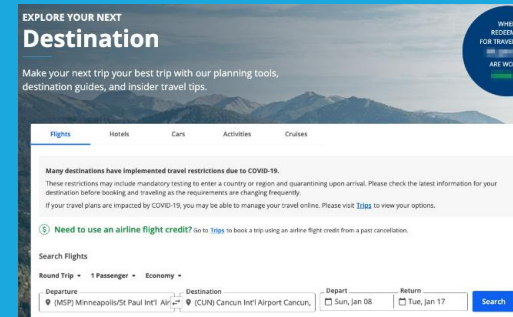 EXPLORE YOUR NEXT
Destination
Make your next trip your best trip with our planning tools,
destination guides, and insider travel tips.
WHE
REDEEM
FOR TRAVEL
ARE WO
Flights Hotels Cars Activities Cruises
Many destinations have implemented travel restrictions due to COVID-19.
These restrictions may include mandatory testing to enter a country or region and quarantining upon arrival. Please check the latest information for your
destination before booking and traveling as the requirements are changing frequently.
If your travel plans are impacted by COVID-19, you may be able to manage your travel online. Please visit Trips to view your options.
Need to use an airline flight credit? Go to Trips to book a trip using an airline flight credit from a past cancellation.
Search Flights
Round Trip 1 Passenger Economy
Departure Destination Depart Return
(MSP) Minneapolis/St Paul Int'l Air (CUN) Cancun Int'l Airport Cancun, Sun, Jan 08 Tue, Jan 17 Search